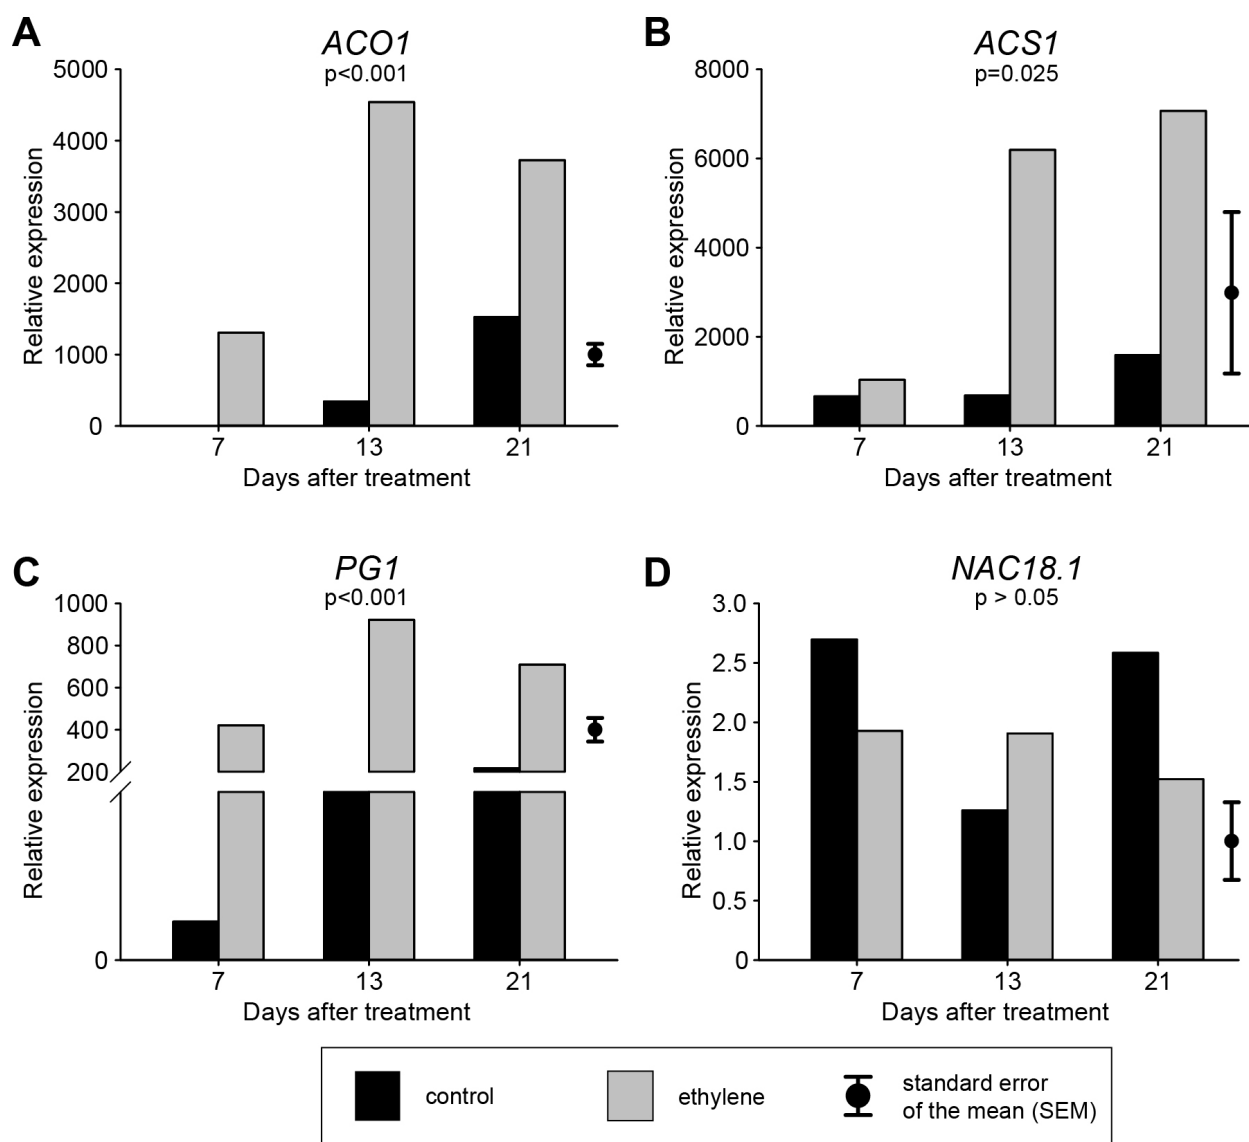 A
ACO1
p<0.001
5000
4000
3000
2000
1000
0
Relative expression
7 13 21
Days after treatment
B
ACS1
p=0.025
8000
6000
4000
2000
0
Relative expression
7 13 21
Days after treatment
C
PG1
p<0.001
1000
800
600
400
200
0
Relative expression
7 13 21
Days after treatment
D
NAC18.1
p > 0.05
3.0
2.5
2.0
1.5
1.0
0.5
0
Relative expression
7 13 21
Days after treatment
control
ethylene
standard error
of the mean (SEM)